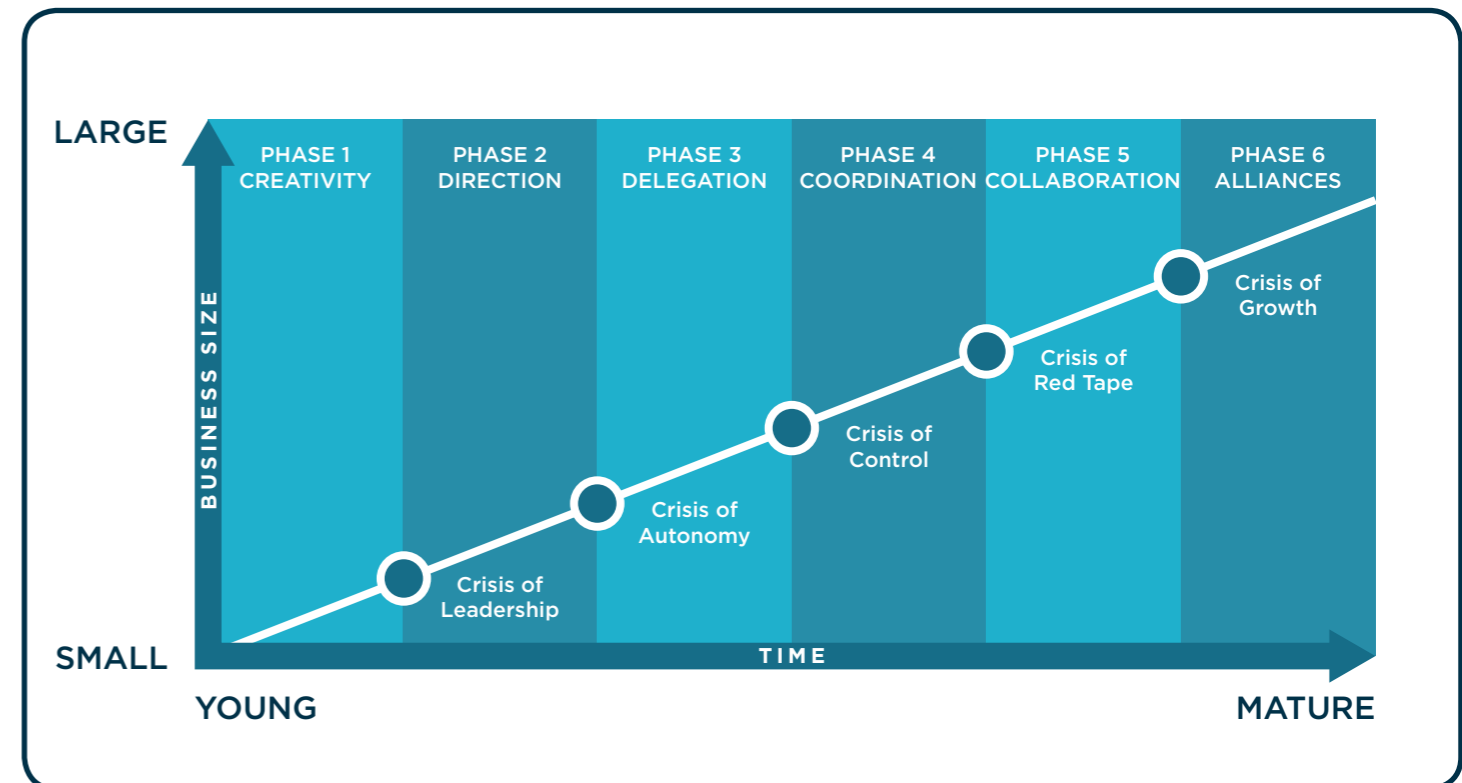 LARGE
PHASE 1
CREATIVITY
PHASE 2
DIRECTION
PHASE 3
DELEGATION
PHASE 4
COORDINATION
PHASE 5
COLLABORATION
PHASE 6
ALLIANCES
BUSINESS SIZE
Crisis of
Growth
Crisis of
Red Tape
Crisis of
Control
Crisis of
Autonomy
Crisis of
Leadership
SMALL
TIME
YOUNG
MATURE